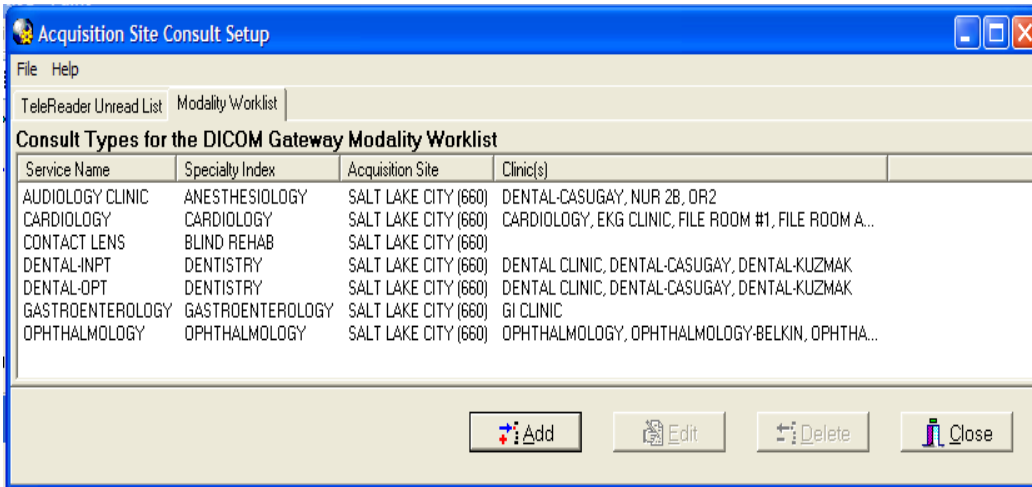 Acquisition Site Consult Setup
File Help
TeleReader Unread List Modality Worklist
Consult Types for the DICOM Gateway Modality Worklist
Service Name Specialty Index Acquisition Site Clinic(s)
AUDIOLOGY CLINIC ANESTHESIOLOGY SALT LAKE CITY (660) DENTAL-CASUGAY, NUR 2B, OR2
CARDIOLOGY CARDIOLOGY SALT LAKE CITY (660) CARDIOLOGY, EKG CLINIC, FILE ROOM #1, FILE ROOM A...
CONTACT LENS BLIND REHAB SALT LAKE CITY (660)
DENTAL-INPT DENTISTRY SALT LAKE CITY (660) DENTAL CLINIC, DENTAL-CASUGAY, DENTAL-KUZMAK
DENTAL-OPT DENTISTRY SALT LAKE CITY (660) DENTAL CLINIC, DENTAL-CASUGAY, DENTAL-KUZMAK
GASTROENTEROLOGY GASTROENTEROLOGY SALT LAKE CITY (660) GI CLINIC
OPHTHALMOLOGY OPHTHALMOLOGY SALT LAKE CITY (660) OPHTHALMOLOGY, OPHTHALMOLOGY-BELKIN, OPHTHA...
Add Edit Delete Close